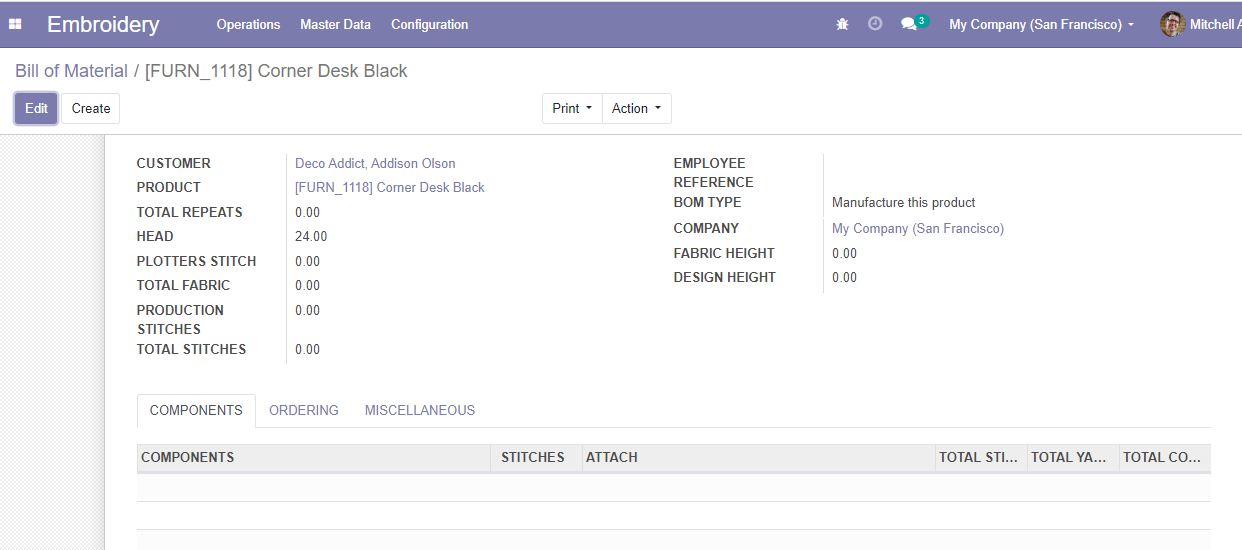 Embroidery Operations Master Data Configuration 3 My Company (San Francisco) Mitchell A
Bill of Material / [FURN_1118] Corner Desk Black
Edit Create Print Action
CUSTOMER Deco Addict, Addison Olson
PRODUCT [FURN_1118] Corner Desk Black
TOTAL REPEATS 0.00
HEAD 24.00
PLOTTERS STITCH 0.00
TOTAL FABRIC 0.00
PRODUCTION 0.00
STITCHES
TOTAL STITCHES 0.00
EMPLOYEE
REFERENCE
BOM TYPE Manufacture this product
COMPANY My Company (San Francisco)
FABRIC HEIGHT 0.00
DESIGN HEIGHT 0.00
COMPONENTS ORDERING MISCELLANEOUS
COMPONENTS STITCHES ATTACH TOTAL STI... TOTAL YA... TOTAL CO...